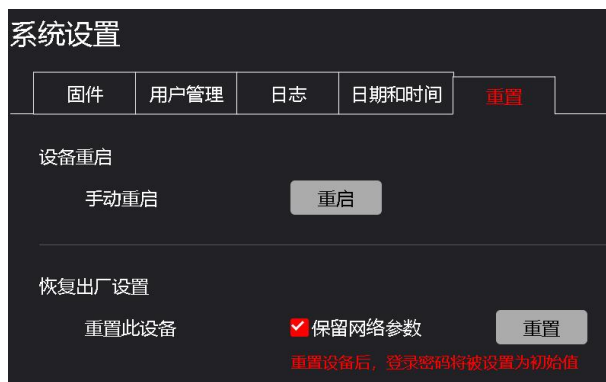 系统设置
固件 用户管理 日志 日期和时间 重置
设备重启
手动重启 重启
恢复出厂设置
重置此设备 保留网络参数 重置
重置设备后，登录密码将被设置为初始值